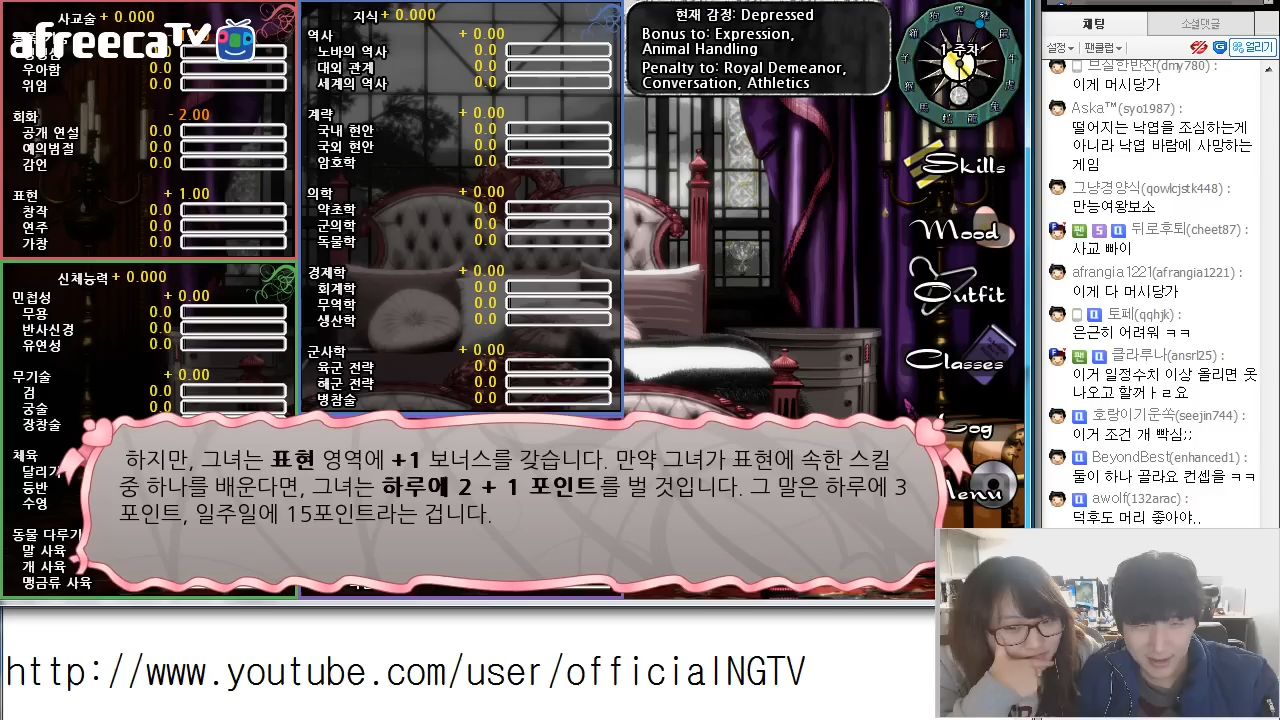 사교술 + 0.000
afreecaTV
우아함 0.0
위엄 0.0
회화 - 2.00
공개 연설 0.0
예의범절 0.0
감언 0.0
표현 + 1.00
창작 0.0
연주 0.0
가창 0.0
신체능력 + 0.000
민첩성 + 0.00
무용 0.0
반사신경 0.0
유연성 0.0
무기술 + 0.00
검 0.0
궁술 0.0
장창술
체육
달리기
등반
수영
동물 다루기
말 사육
개 사육
맹금류 사육
지식 + 0.000
역사 + 0.00
노바의 역사 0.0
대외 관계 0.0
세계의 역사 0.0
계략 + 0.00
국내 현안 0.0
국외 현안 0.0
암호학 0.0
의학 + 0.00
약초학 0.0
군의학 0.0
독물학 0.0
경제학 + 0.00
회계학 0.0
무역학 0.0
생산학 0.0
군사학 + 0.00
육군 전략 0.0
해군 전략 0.0
병참술 0.0
현재 감정: Depressed
Bonus to: Expression,
Animal Handling
Penalty to: Royal Demeanor,
Conversation, Athletics
1 주차
Skills
Mood
Outfit
Classes
Log
Menu
하지만, 그녀는 표현 영역에 +1 보너스를 갖습니다. 만약 그녀가 표현에 속한 스킬
중 하나를 배운다면, 그녀는 하루에 2 + 1 포인트를 벌 것입니다. 그 말은 하루에 3
포인트, 일주일에 15포인트라는 겁니다.
http://www.youtube.com/user/officialNGTV
채팅 소셜댓글
설정 팬클럽 열리기
부실한반찬(dmy780) :
이게 머시당가
Aska™(syo1987) :
떨어지는 낙엽을 조심하는게
아니라 낙엽 바람에 사망하는
게임
그냥경양식(qowlcjstk448) :
만능여왕보소
팬 5 뒤로후퇴(cheet87) :
사교 빠이
afrangia1221(afrangia1221) :
이게 다 머시당가
토페(qqhjk) :
은근히 어려워 ㅋㅋ
팬 클라루나(ansrl25) :
이거 일정수치 이상 올리면 옷
나오고 할꺼ㅏㄹ요
호랑이기운쏙(seejin744) :
이거 조건 개 빡심;;
BeyondBest(enhanced1) :
둘이 하나 골라요 컨셉을 ㅋㅋ
awolf(132arac) :
덕후도 머리 좋아야..